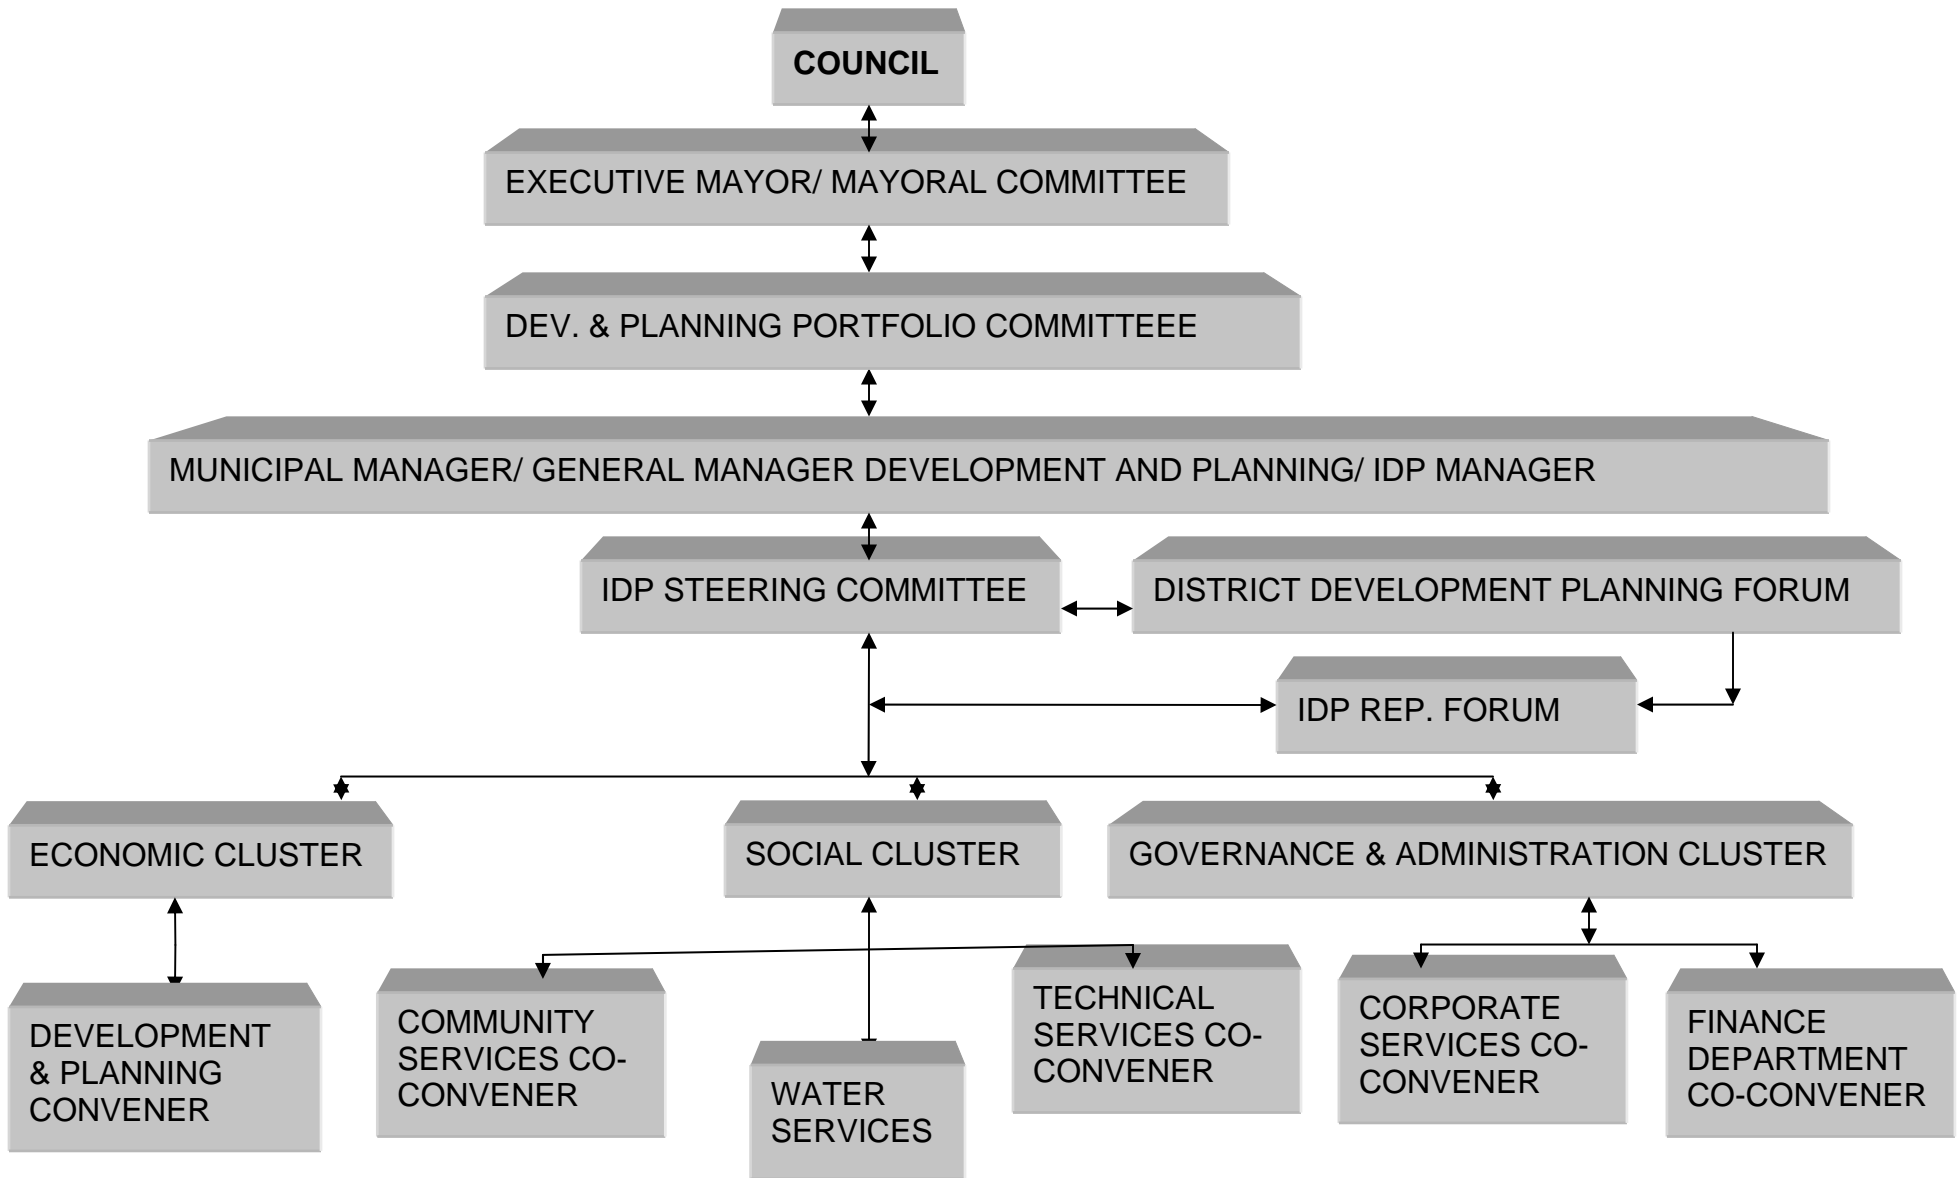 COUNCIL
EXECUTIVE MAYOR/ MAYORAL COMMITTEE
DEV. & PLANNING PORTFOLIO COMMITTEEE
MUNICIPAL MANAGER/ GENERAL MANAGER DEVELOPMENT AND PLANNING/ IDP MANAGER
IDP STEERING COMMITTEE
DISTRICT DEVELOPMENT PLANNING FORUM
IDP REP. FORUM
ECONOMIC CLUSTER
SOCIAL CLUSTER
GOVERNANCE & ADMINISTRATION CLUSTER
DEVELOPMENT
& PLANNING
CONVENER
COMMUNITY
SERVICES CO-
CONVENER
WATER
SERVICES
TECHNICAL
SERVICES CO-
CONVENER
CORPORATE
SERVICES CO-
CONVENER
FINANCE
DEPARTMENT
CO-CONVENER